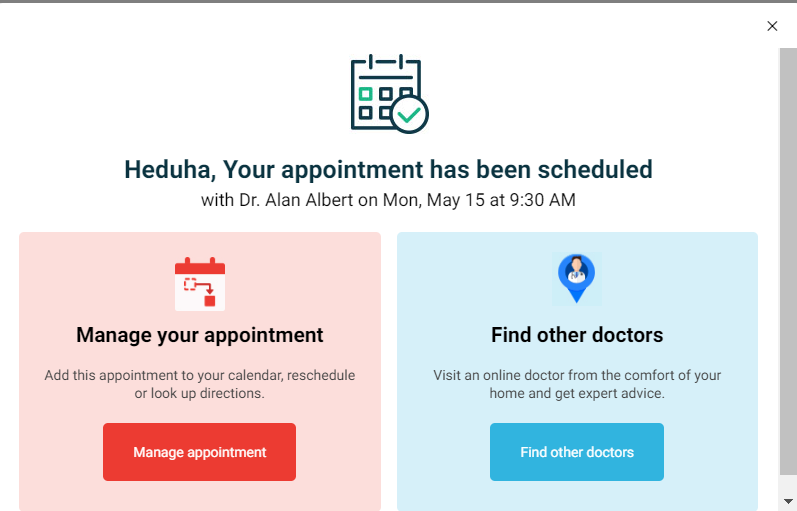 Heduha, Your appointment has been scheduled
with Dr. Alan Albert on Mon, May 15 at 9:30 AM
Manage your appointment
Add this appointment to your calendar, reschedule
or look up directions.
Manage appointment
Find other doctors
Visit an online doctor from the comfort of your
home and get expert advice.
Find other doctors